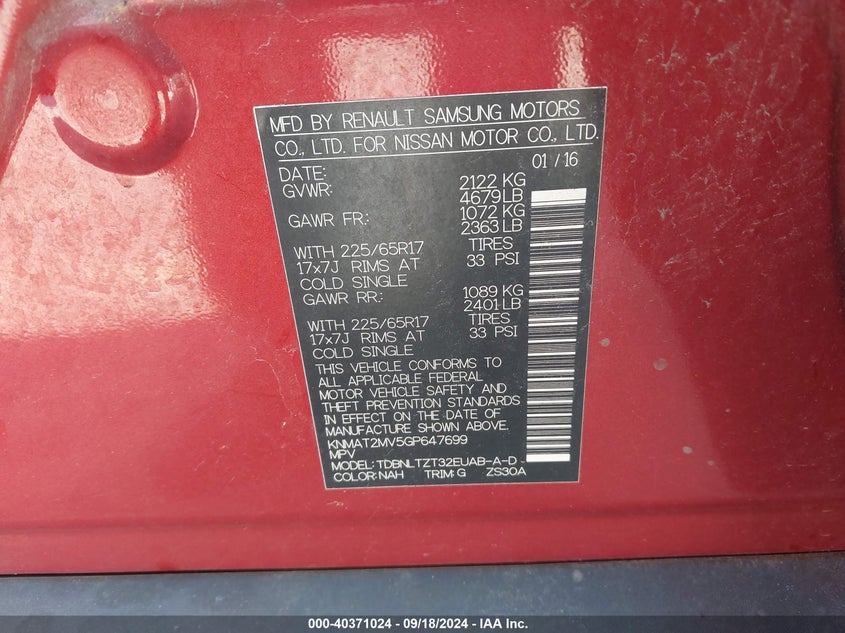 MFD BY RENAULT SAMSUNG MOTORS
CO., LTD. FOR NISSAN MOTOR CO., LTD.
DATE: 01 / 16
GVWR: 2122 KG
4679 LB
GAWR FR.: 1072 KG
2363 LB
WITH 225/65R17 TIRES
17x7J RIMS AT 33 PSI
COLD SINGLE
GAWR RR.: 1089 KG
2401 LB
WITH 225/65R17 TIRES
17x7J RIMS AT 33 PSI
COLD SINGLE
THIS VEHICLE CONFORMS TO
ALL APPLICABLE FEDERAL
MOTOR VEHICLE SAFETY AND
THEFT PREVENTION STANDARDS
IN EFFECT ON THE DATE OF
MANUFACTURE SHOWN ABOVE.
KNMAT2MV5GP647699
MPV
MODEL: TDBNLTZT32EUAB-A-D -
COLOR: NAH TRIM: G ZS30A
000-40371024 - 09/18/2024 - IAA Inc.